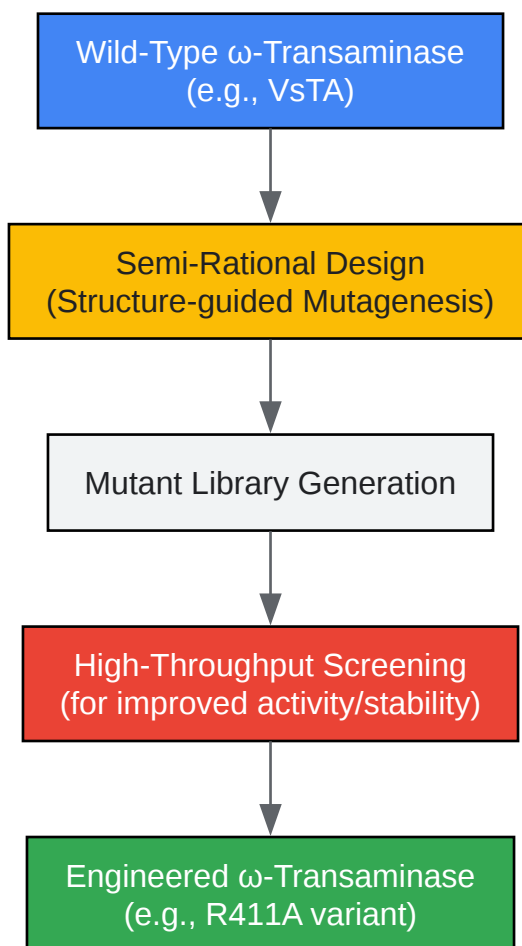 Wild-Type ω-Transaminase
(e.g., VsTA)
Semi-Rational Design
(Structure-guided Mutagenesis)
Mutant Library Generation
High-Throughput Screening
(for improved activity/stability)
Engineered ω-Transaminase
(e.g., R411A variant)